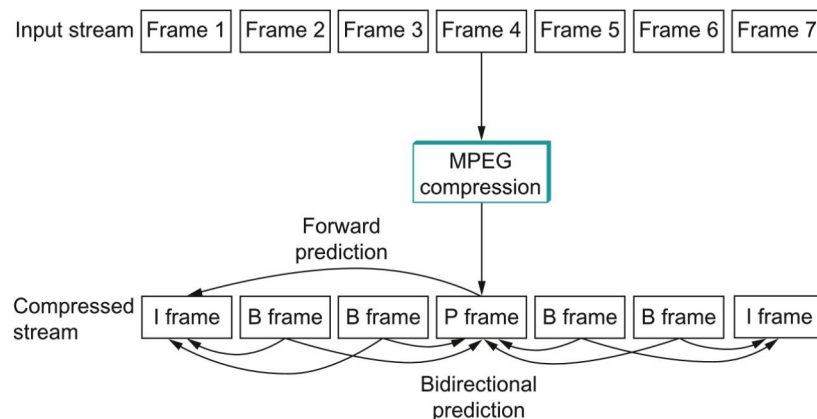 Input stream Frame 1 Frame 2 Frame 3 Frame 4 Frame 5 Frame 6 Frame 7
MPEG
compression
Forward
prediction
Compressed
stream
I frame B frame B frame P frame B frame B frame I frame
Bidirectional
prediction